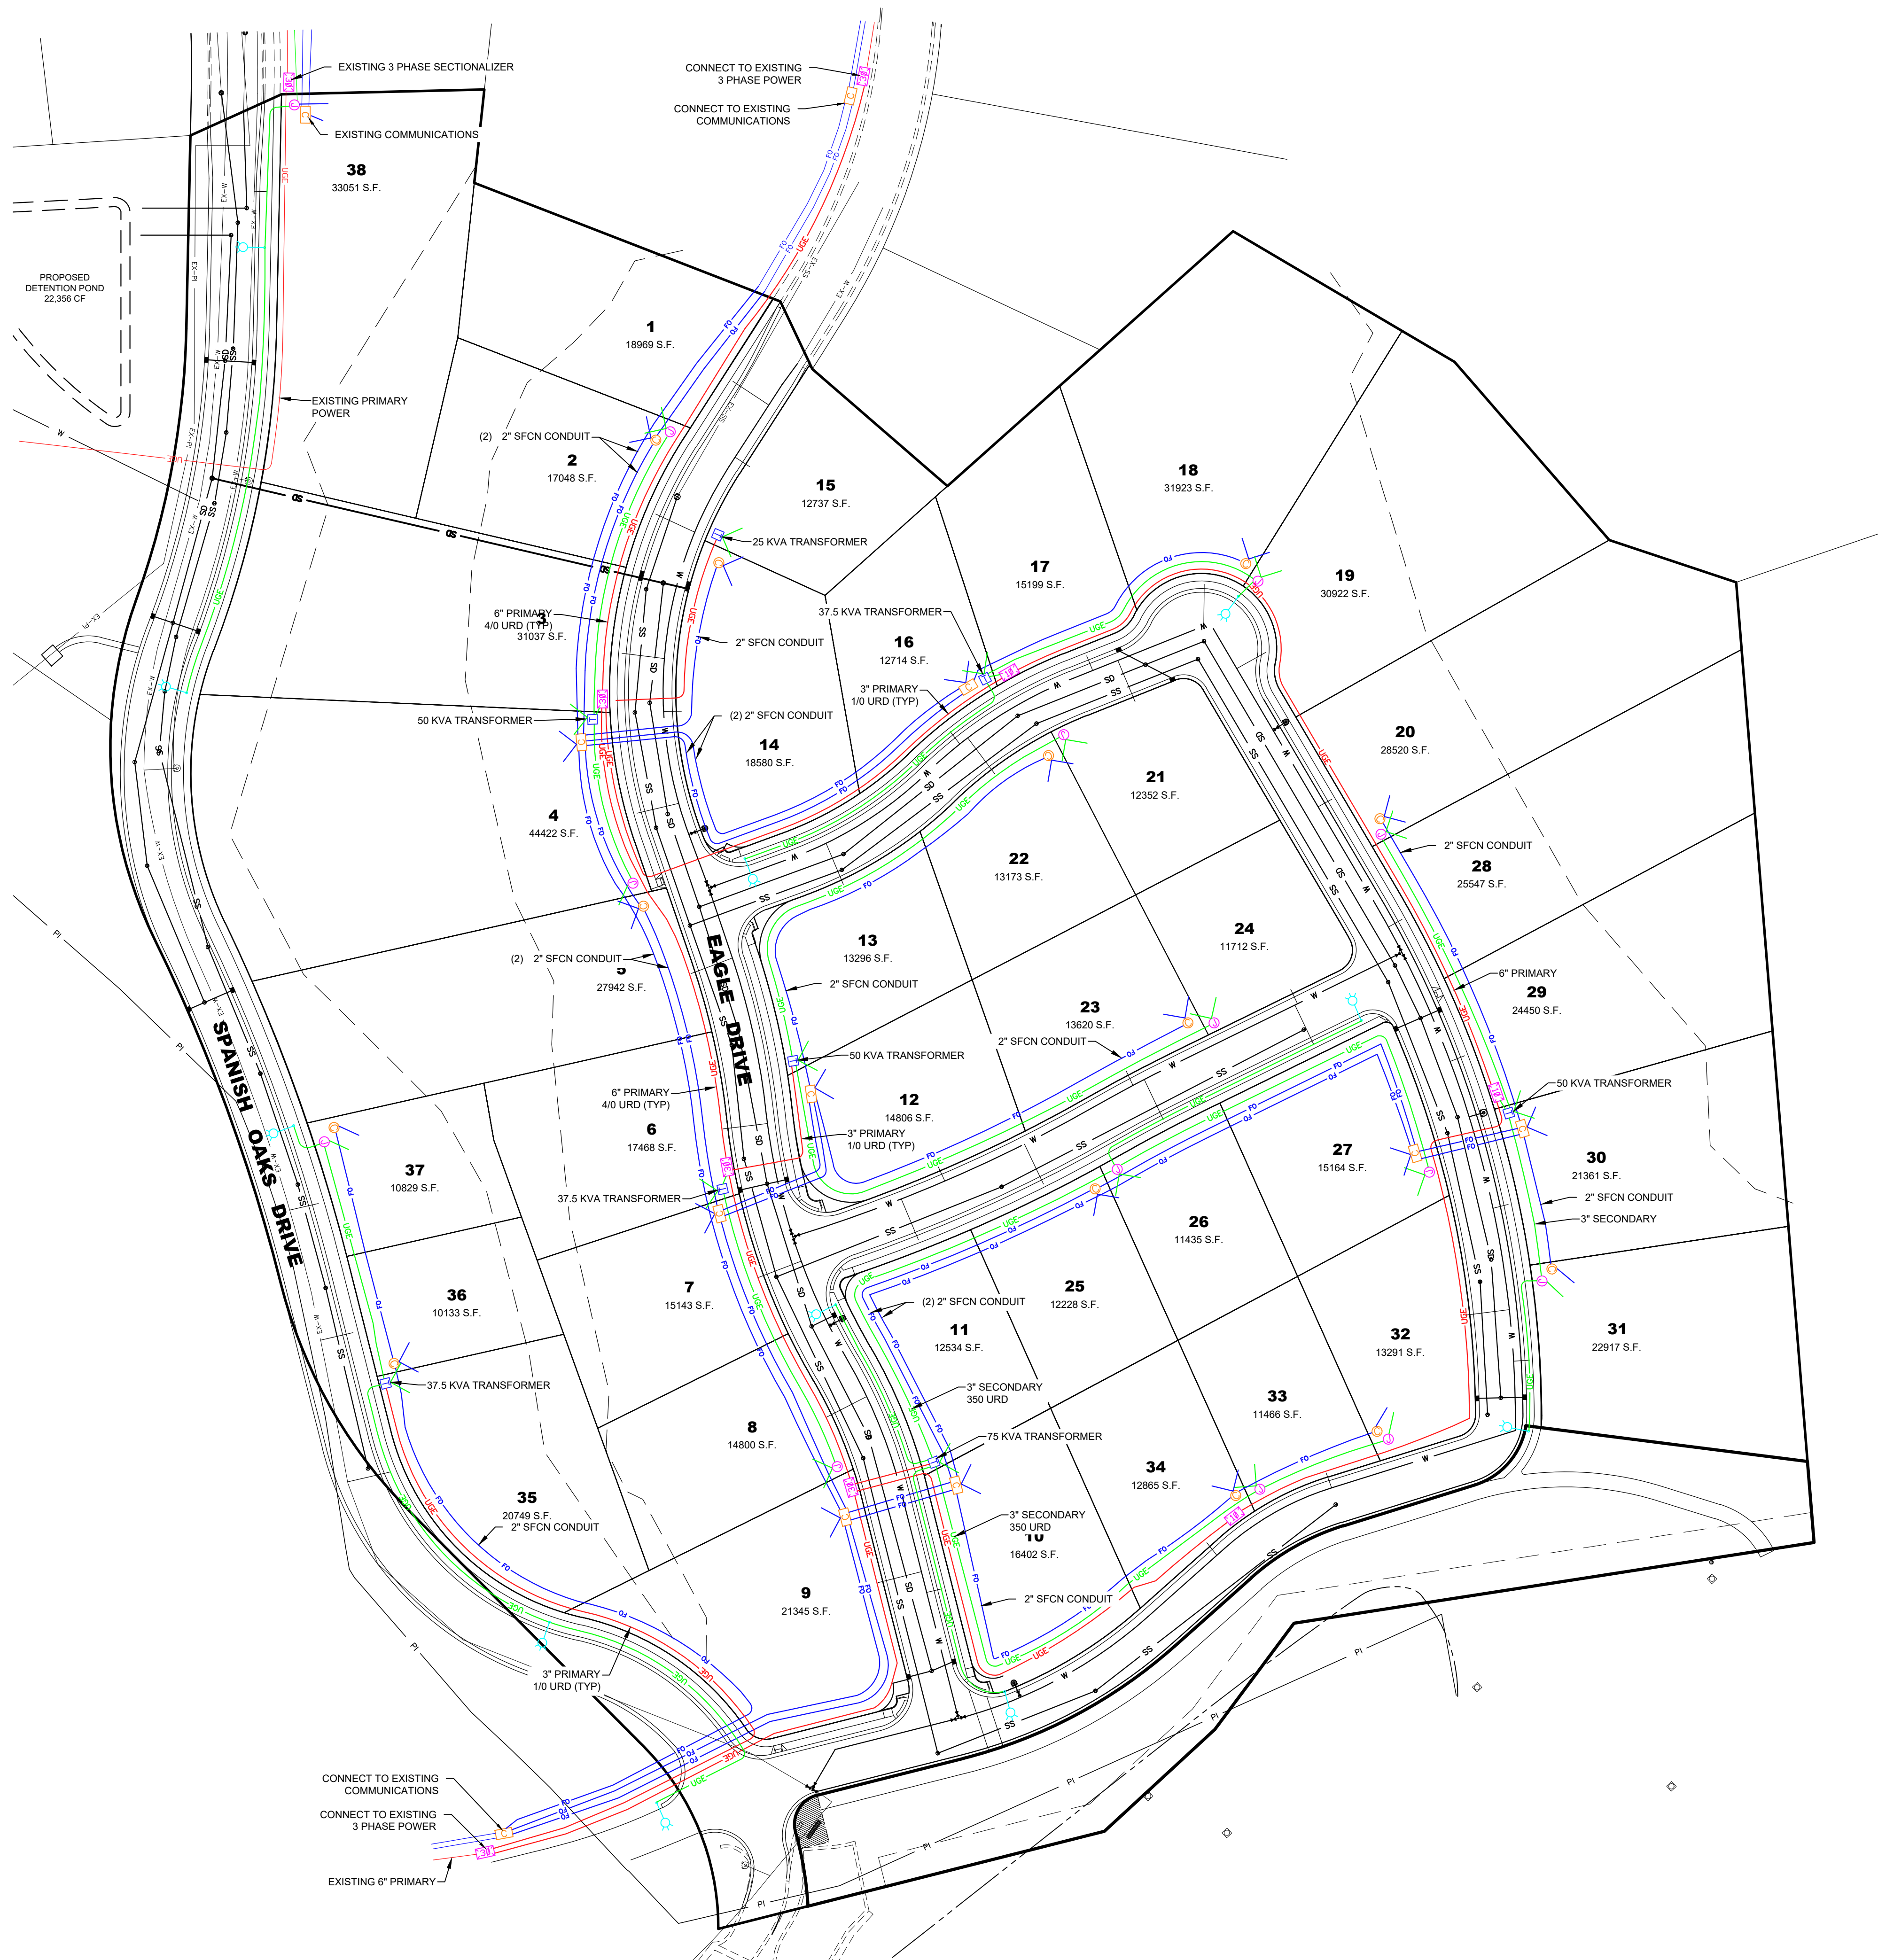 EXISTING 3 PHASE SECTIONALIZER
CONNECT TO EXISTING
3 PHASE POWER
CONNECT TO EXISTING
COMMUNICATIONS
EXISTING COMMUNICATIONS
38
33051 S.F.
PROPOSED
DETENTION POND
22,356 CF
1
18969 S.F.
EXISTING PRIMARY
POWER
(2) 2" SFCN CONDUIT
2
17048 S.F.
15
12737 S.F.
18
31923 S.F.
25 KVA TRANSFORMER
17
15199 S.F.
19
30922 S.F.
6" PRIMARY
4/0 URD (TYP)
3
31037 S.F.
37.5 KVA TRANSFORMER
2" SFCN CONDUIT
16
12714 S.F.
3" PRIMARY
1/0 URD (TYP)
50 KVA TRANSFORMER
(2) 2" SFCN CONDUIT
14
18580 S.F.
20
28520 S.F.
21
12352 S.F.
4
44422 S.F.
2" SFCN CONDUIT
28
25547 S.F.
22
13173 S.F.
13
13296 S.F.
24
11712 S.F.
(2) 2" SFCN CONDUIT
5
27942 S.F.
2" SFCN CONDUIT
6" PRIMARY
29
24450 S.F.
EAGLE DRIVE
23
13620 S.F.
2" SFCN CONDUIT
SPANISH OAKS DRIVE
50 KVA TRANSFORMER
50 KVA TRANSFORMER
6" PRIMARY
4/0 URD (TYP)
12
14806 S.F.
6
17468 S.F.
3" PRIMARY
1/0 URD (TYP)
27
15164 S.F.
30
21361 S.F.
37
10829 S.F.
37.5 KVA TRANSFORMER
2" SFCN CONDUIT
3" SECONDARY
26
11435 S.F.
36
10133 S.F.
7
15143 S.F.
25
12228 S.F.
(2) 2" SFCN CONDUIT
11
12534 S.F.
32
13291 S.F.
31
22917 S.F.
37.5 KVA TRANSFORMER
3" SECONDARY
350 URD
33
11466 S.F.
8
14800 S.F.
75 KVA TRANSFORMER
34
12865 S.F.
35
20749 S.F.
2" SFCN CONDUIT
3" SECONDARY
350 URD
10
16402 S.F.
9
21345 S.F.
2" SFCN CONDUIT
3" PRIMARY
1/0 URD (TYP)
CONNECT TO EXISTING
COMMUNICATIONS
CONNECT TO EXISTING
3 PHASE POWER
EXISTING 6" PRIMARY